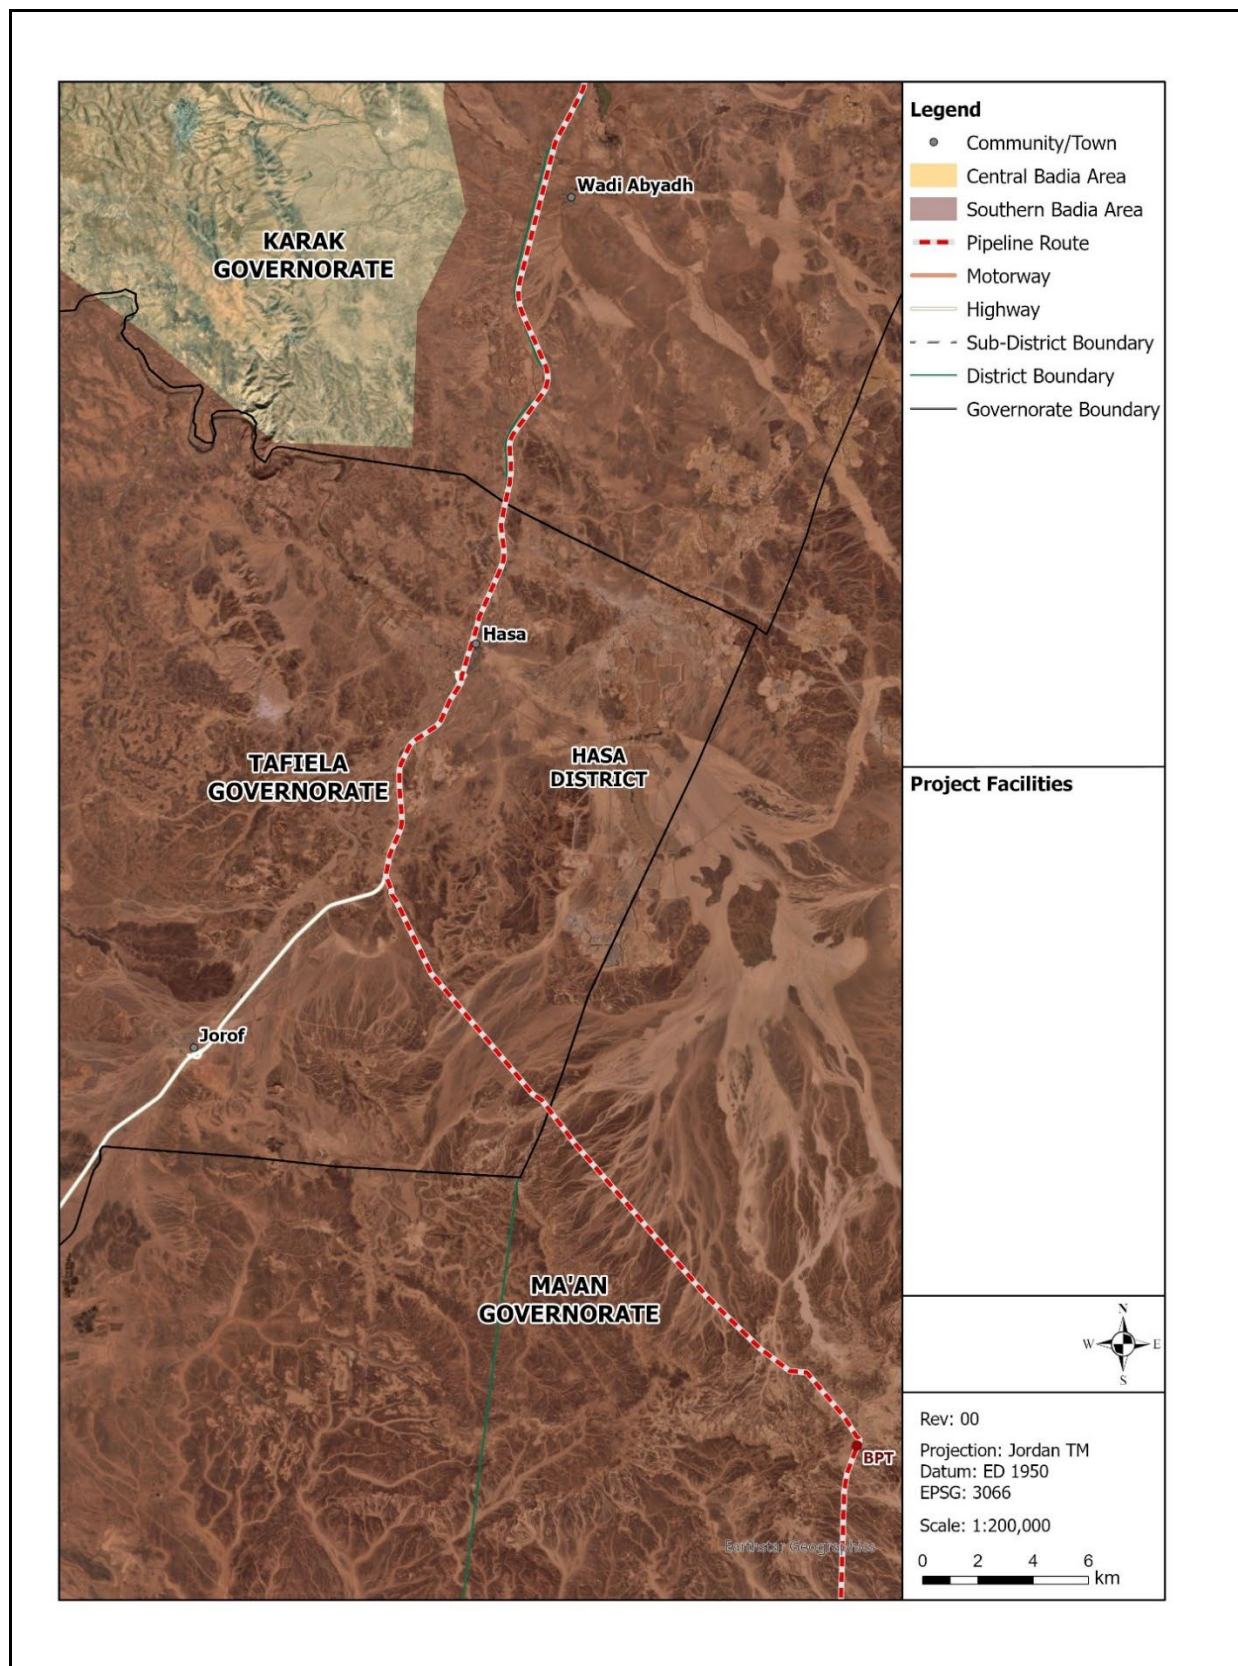 Wadi Abyadh
KARAK
GOVERNORATE
Hasa
TAFIELA
GOVERNORATE
HASA
DISTRICT
Jorof
MA'AN
GOVERNORATE
BPT
Earthstar Geographics
Legend
Community/Town
Central Badia Area
Southern Badia Area
Pipeline Route
Motorway
Highway
Sub-District Boundary
District Boundary
Governorate Boundary
Project Facilities
N
W E
S
Rev: 00
Projection: Jordan TM
Datum: ED 1950
EPSG: 3066
Scale: 1:200,000
0 2 4 6
km